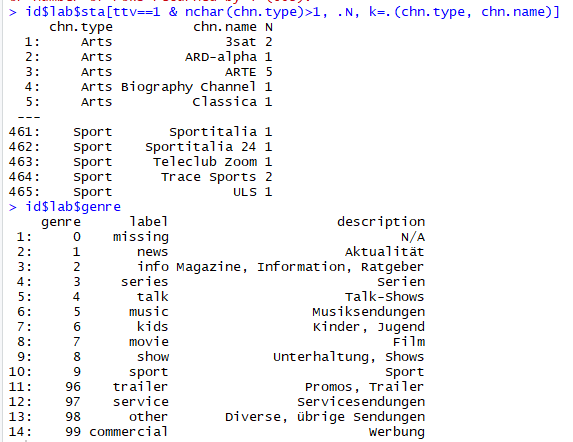 > id$lab$sta[ttv==1 & nchar(chn.type)>1, .N, k=.(chn.type, chn.name)]
chn.type chn.name N
1: Arts 3sat 2
2: Arts ARD-alpha 1
3: Arts ARTE 5
4: Arts Biography Channel 1
5: Arts Classica 1
---
461: Sport Sportitalia 1
462: Sport Sportitalia 24 1
463: Sport Teleclub Zoom 1
464: Sport Trace Sports 2
465: Sport ULS 1
> id$lab$genre
genre label description
1: 0 missing N/A
2: 1 news Aktualität
3: 2 info Magazine, Information, Ratgeber
4: 3 series Serien
5: 4 talk Talk-Shows
6: 5 music Musiksendungen
7: 6 kids Kinder, Jugend
8: 7 movie Film
9: 8 show Unterhaltung, Shows
10: 9 sport Sport
11: 96 trailer Promos, Trailer
12: 97 service Servicesendungen
13: 98 other Diverse, übrige Sendungen
14: 99 commercial Werbung